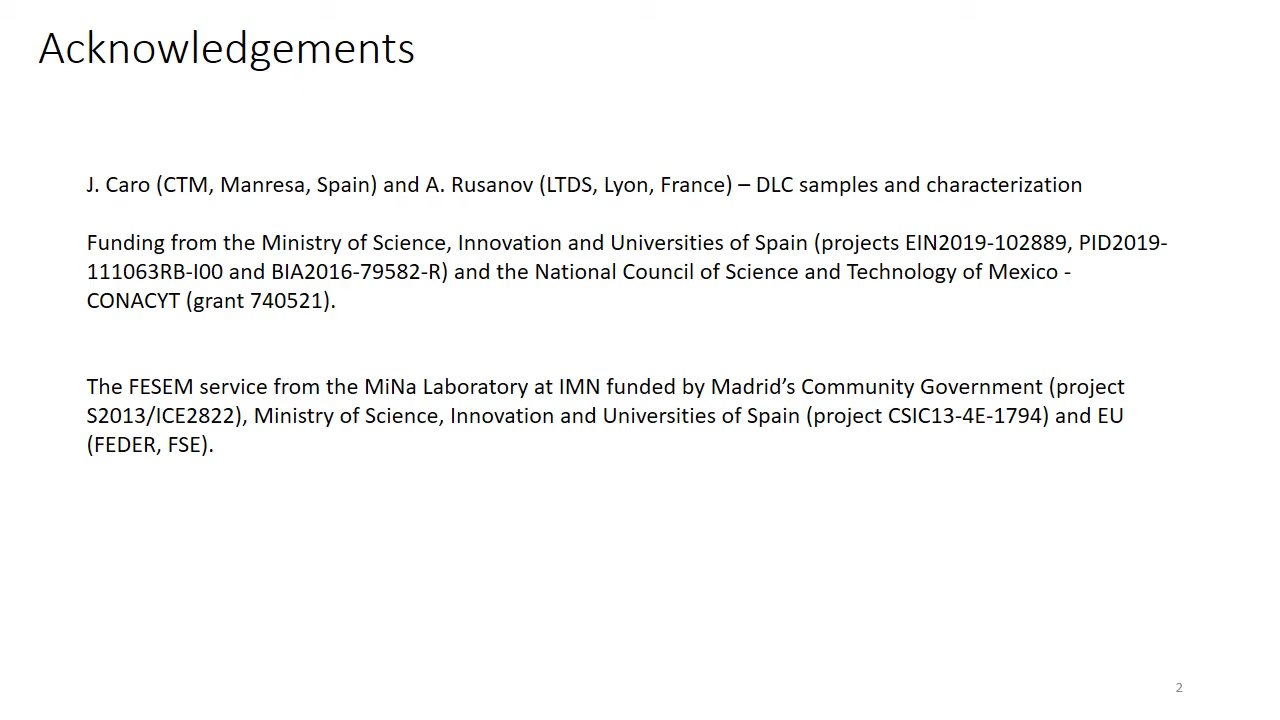 Acknowledgements
J. Caro (CTM, Manresa, Spain) and A. Rusanov (LTDS, Lyon, France) – DLC samples and characterization
Funding from the Ministry of Science, Innovation and Universities of Spain (projects EIN2019-102889, PID2019-
111063RB-I00 and BIA2016-79582-R) and the National Council of Science and Technology of Mexico -
CONACYT (grant 740521).
The FESEM service from the MiNa Laboratory at IMN funded by Madrid’s Community Government (project
S2013/ICE2822), Ministry of Science, Innovation and Universities of Spain (project CSIC13-4E-1794) and EU
(FEDER, FSE).
2